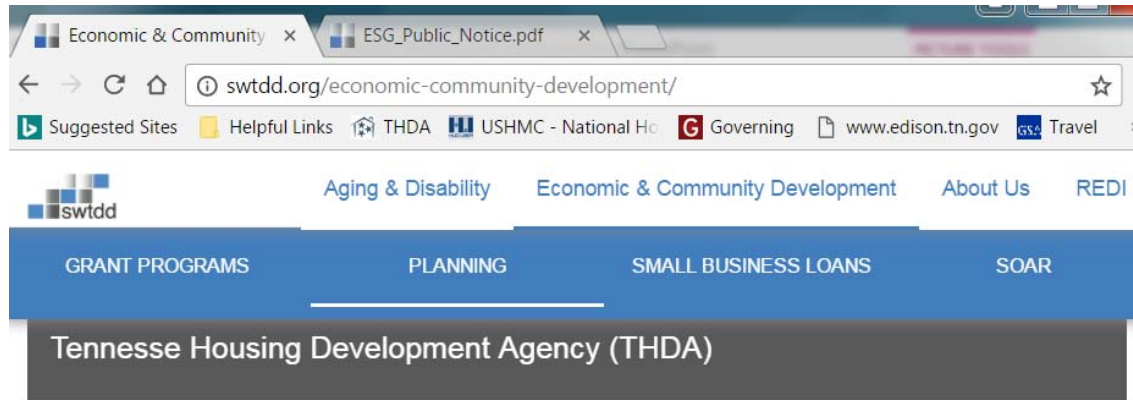 Economic & Community × ESG_Public_Notice.pdf ×
swtdd.org/economic-community-development/
Suggested Sites Helpful Links THDA USHMC - National Ho G Governing www.edison.tn.gov GSA Travel
swtdd Aging & Disability Economic & Community Development About Us REDI
GRANT PROGRAMS PLANNING SMALL BUSINESS LOANS SOAR
Tennesse Housing Development Agency (THDA)